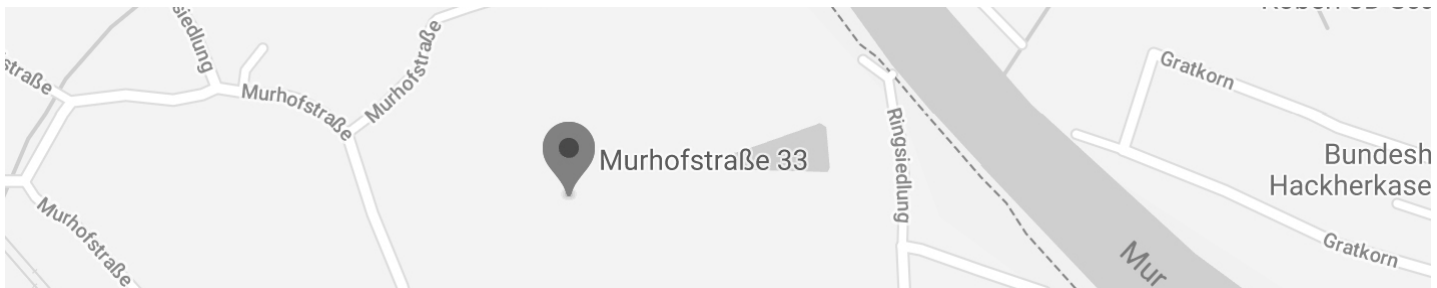 siedlung
straße
Murhofstraße
Murhofstraße
Murhofstraße 33
Murhofstraße
Ringsiedlung
Mur
Gratkorn
Bundesh
Hackherkase
Gratkorn